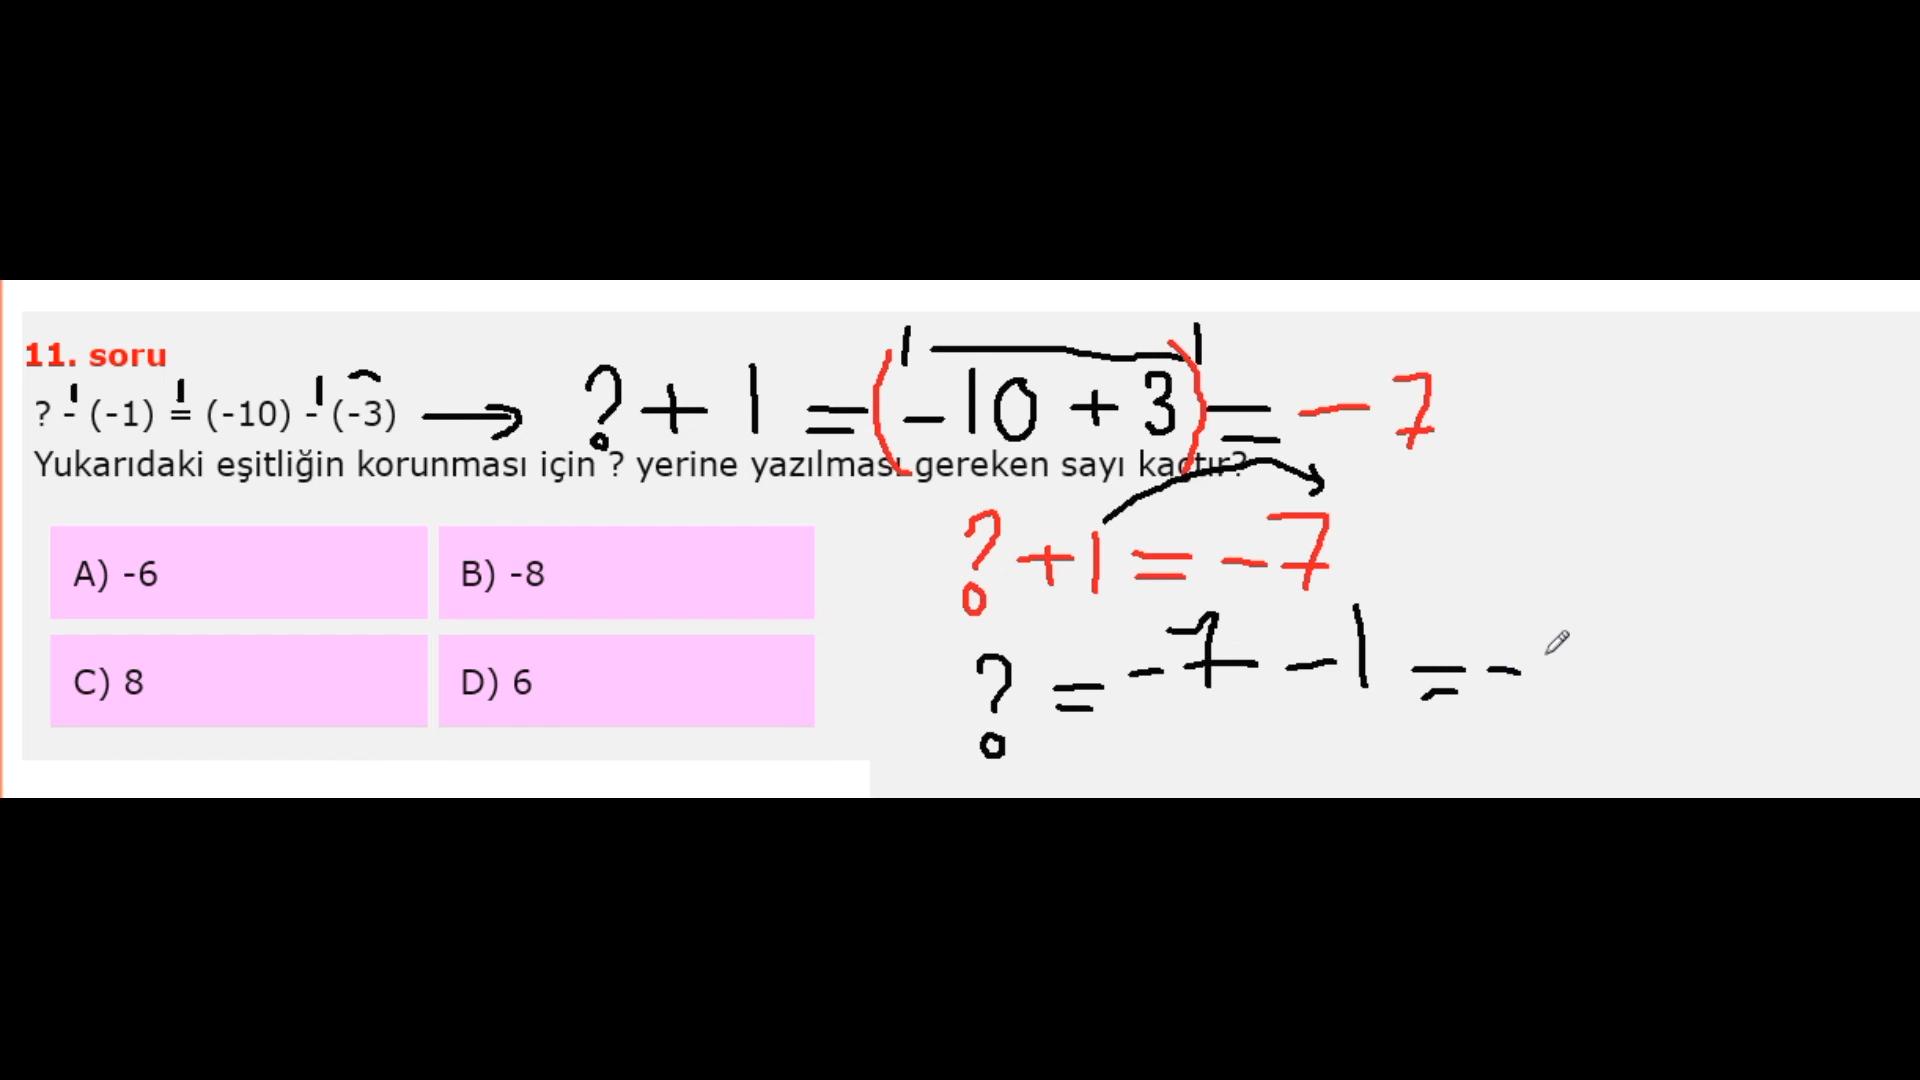 11. soru
? - (-1) = (-10) - (-3) → ? + 1 = (-10 + 3) = -7
Yukarıdaki eşitliğin korunması için ? yerine yazılması gereken sayı kaçtır?
? + 1 = -7
A) -6 B) -8
? = -7 - 1 = -
C) 8 D) 6